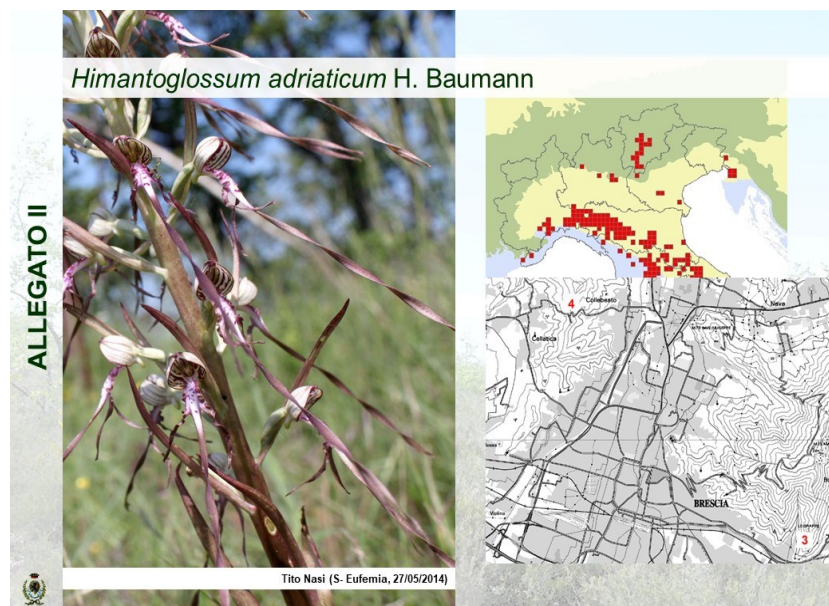 Himantoglossum adriaticum H. Baumann
ALLEGATO II
4
Collebeato
Nave
Cellatica
BRESCIA
3
Tito Nasi (S- Eufemia, 27/05/2014)